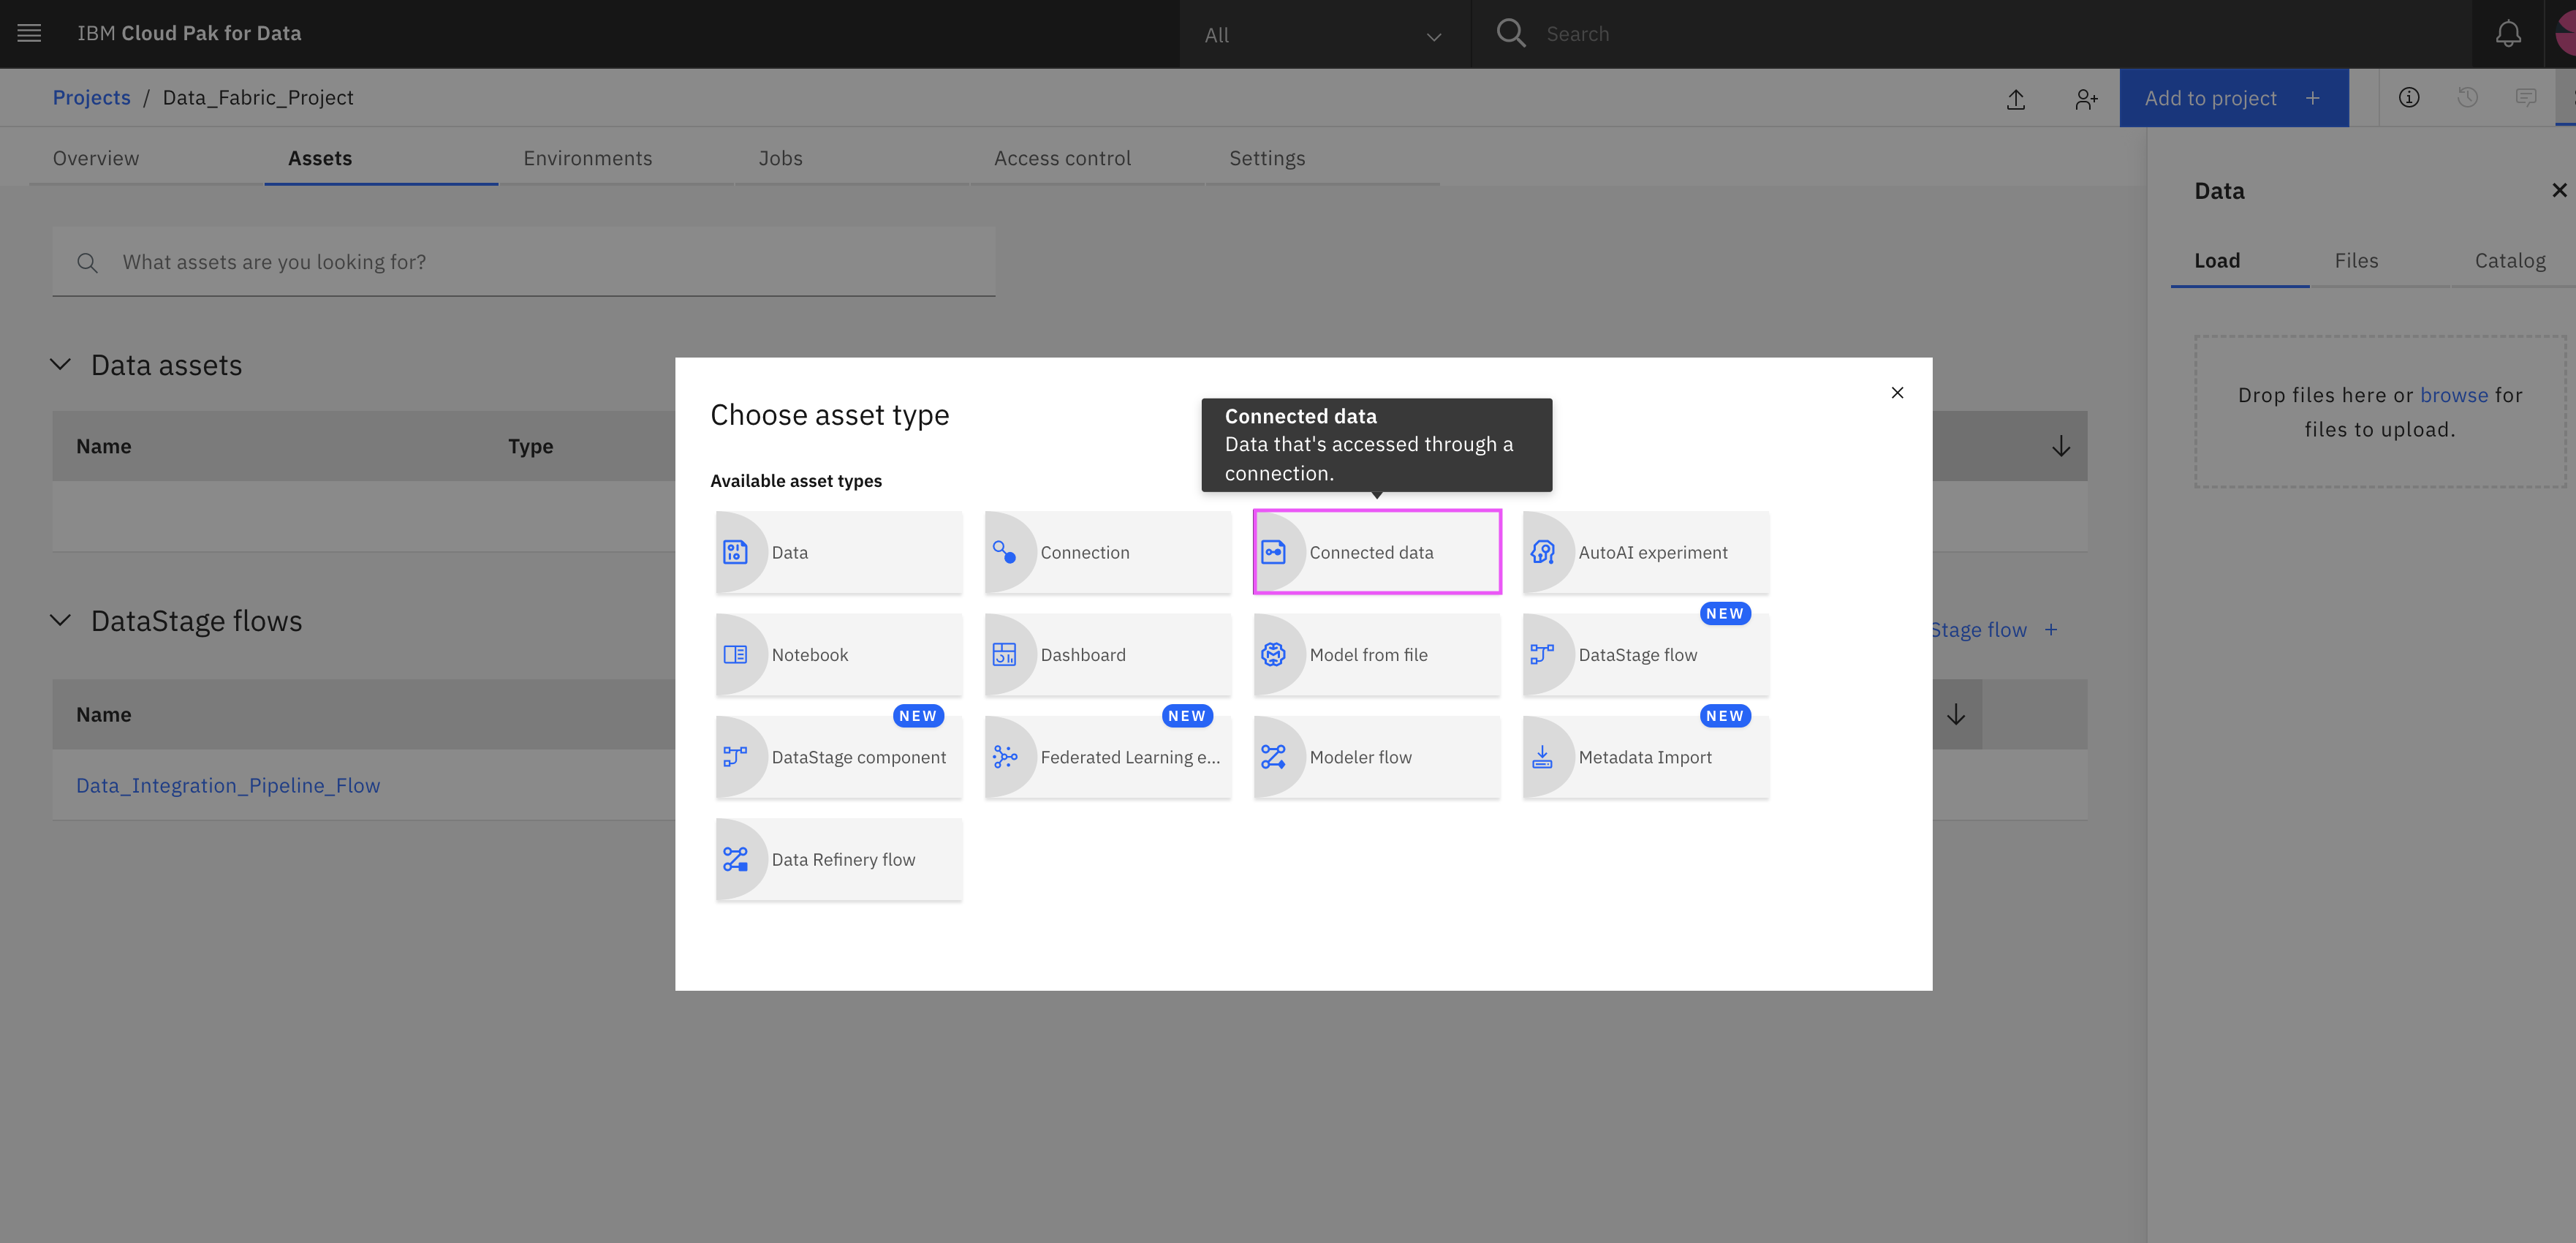 IBM Cloud Pak for Data
All
Search
Projects / Data_Fabric_Project
Add to project +
Overview
Assets
Environments
Jobs
Access control
Settings
Data
Load
Files
Catalog
Drop files here or browse for
files to upload.
What assets are you looking for?
Data assets
Name
Type
DataStage flows
Stage flow +
Name
Data_Integration_Pipeline_Flow
Choose asset type
Connected data
Data that's accessed through a
connection.
Available asset types
Data
Connection
Connected data
AutoAI experiment
Notebook
Dashboard
Model from file
NEW
DataStage flow
NEW
DataStage component
NEW
Federated Learning e...
Modeler flow
NEW
Metadata Import
Data Refinery flow